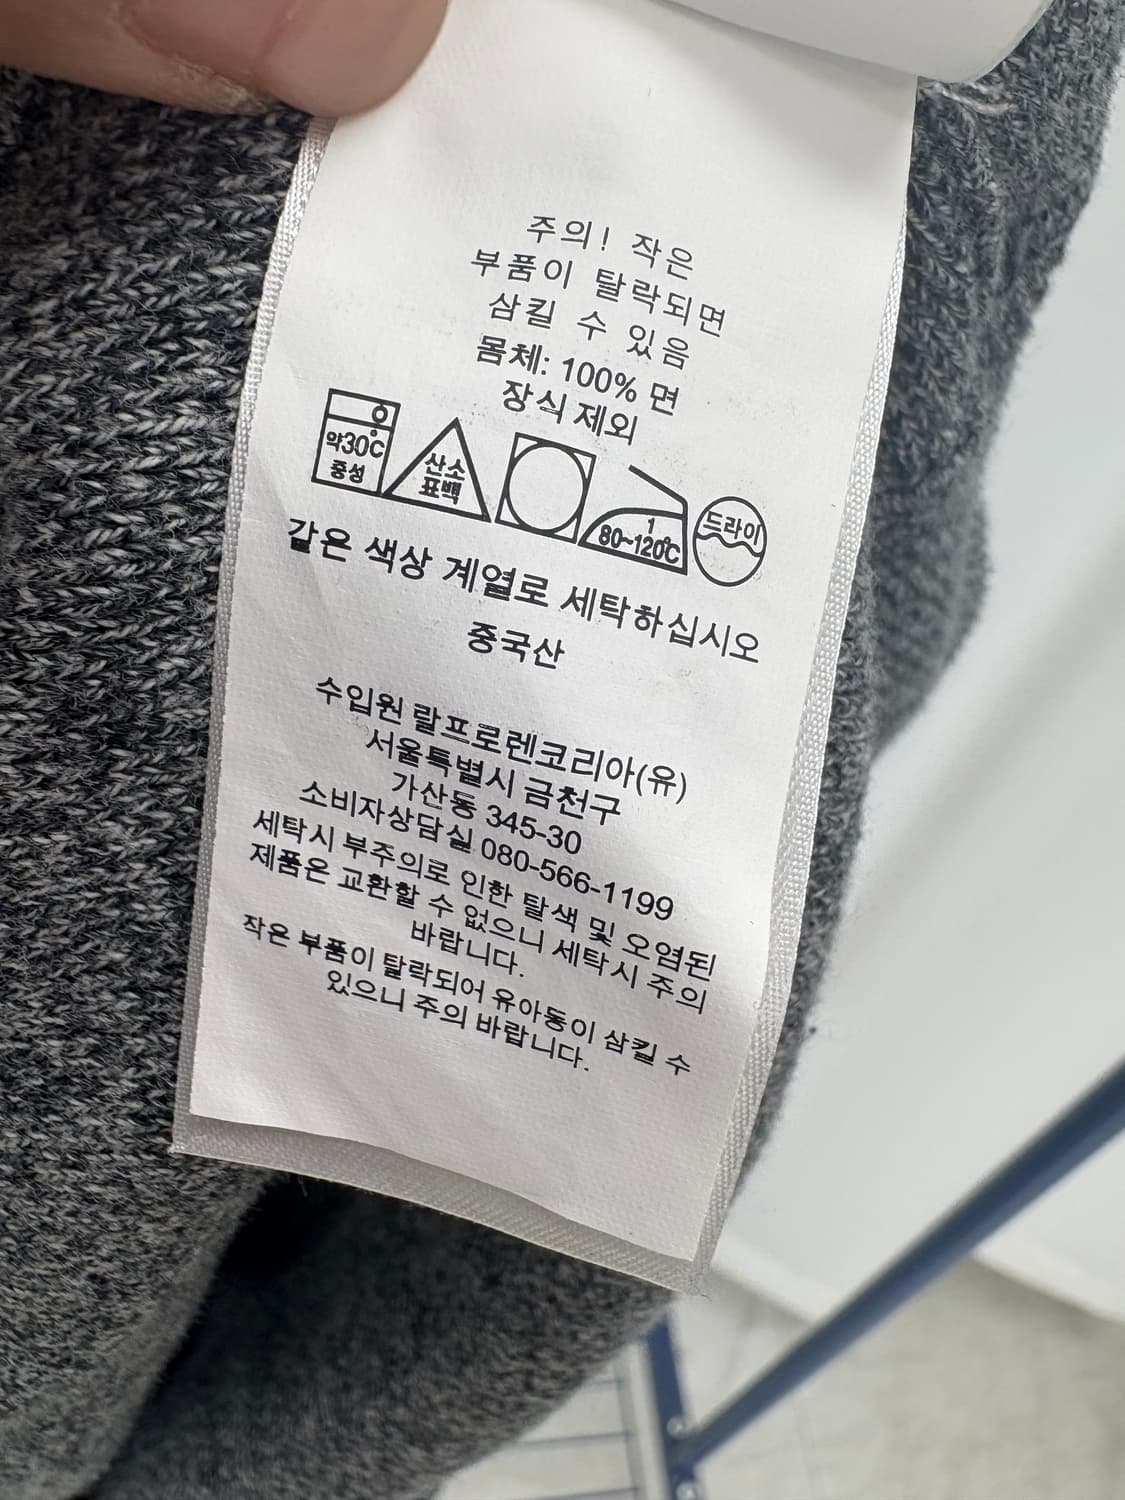 주의! 작은
부품이 탈락되면
삼킬 수 있음
몸체: 100% 면
장식 제외
약30℃
중성
산소
표백
1
80~120℃
드라이
같은 색상 계열로 세탁하십시오
중국산
수입원 랄프로렌코리아(유)
서울특별시 금천구
가산동 345-30
소비자상담실 080-566-1199
세탁시 부주의로 인한 탈색 및 오염된
제품은 교환할 수 없으니 세탁시 주의
바랍니다.
작은 부품이 탈락되어 유아동이 삼킬 수
있으니 주의 바랍니다.